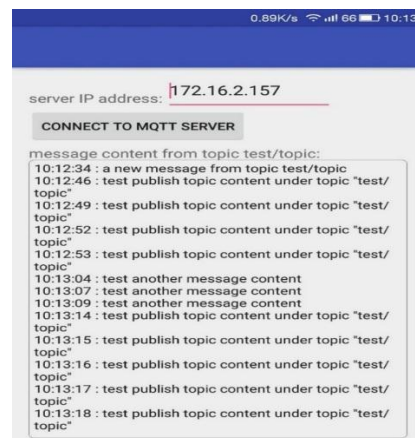 0.89K/s 66 10:13
server IP address: 172.16.2.157
CONNECT TO MQTT SERVER
message content from topic test/topic:
10:12:34 : a new message from topic test/topic
10:12:46 : test publish topic content under topic "test/
topic"
10:12:49 : test publish topic content under topic "test/
topic"
10:12:52 : test publish topic content under topic "test/
topic"
10:12:53 : test publish topic content under topic "test/
topic"
10:13:04 : test another message content
10:13:07 : test another message content
10:13:09 : test another message content
10:13:14 : test publish topic content under topic "test/
topic"
10:13:15 : test publish topic content under topic "test/
topic"
10:13:16 : test publish topic content under topic "test/
topic"
10:13:17 : test publish topic content under topic "test/
topic"
10:13:18 : test publish topic content under topic "test/
topic"